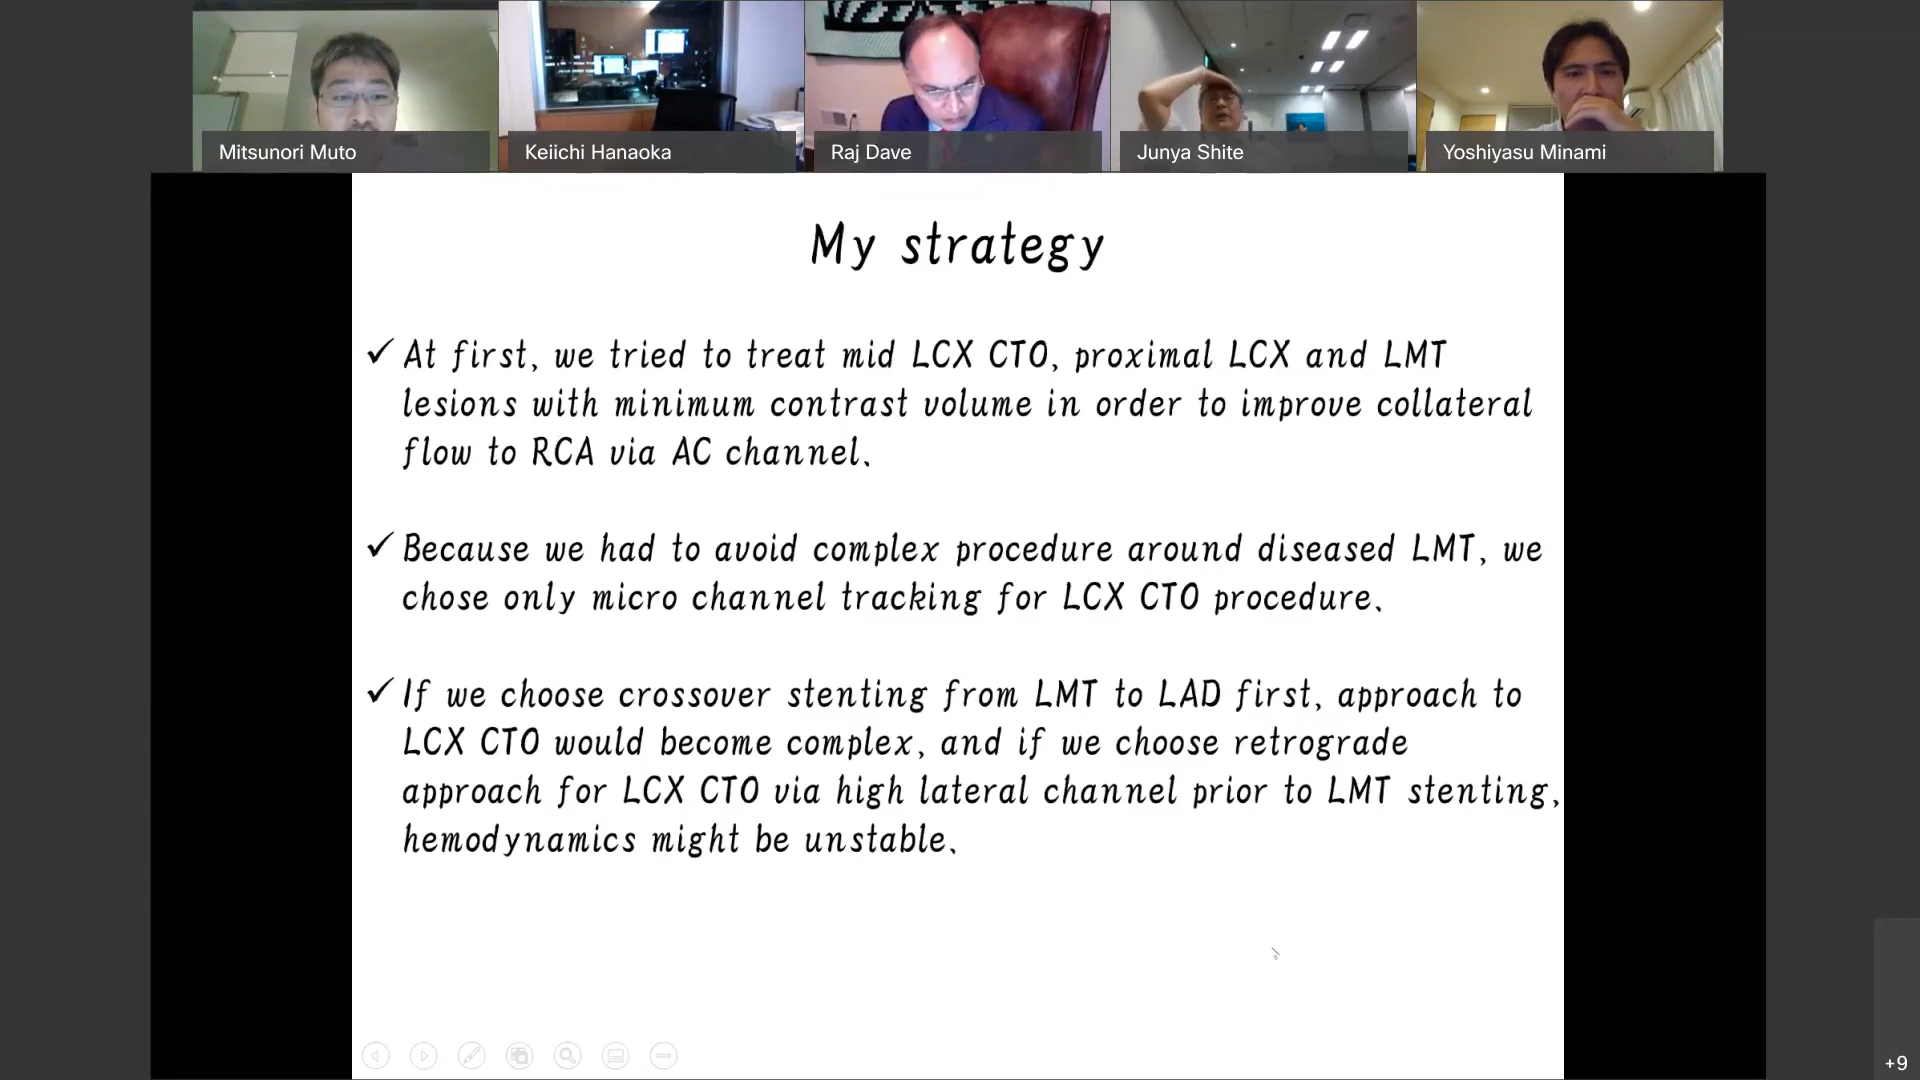 Mitsunori Muto
Keiichi Hanaoka
Raj Dave
Junya Shite
Yoshiyasu Minami
My strategy
✓ At first, we tried to treat mid LCX CTO, proximal LCX and LMT
lesions with minimum contrast volume in order to improve collateral
flow to RCA via AC channel.
✓ Because we had to avoid complex procedure around diseased LMT, we
chose only micro channel tracking for LCX CTO procedure.
✓ If we choose crossover stenting from LMT to LAD first, approach to
LCX CTO would become complex, and if we choose retrograde
approach for LCX CTO via high lateral channel prior to LMT stenting,
hemodynamics might be unstable.
+9